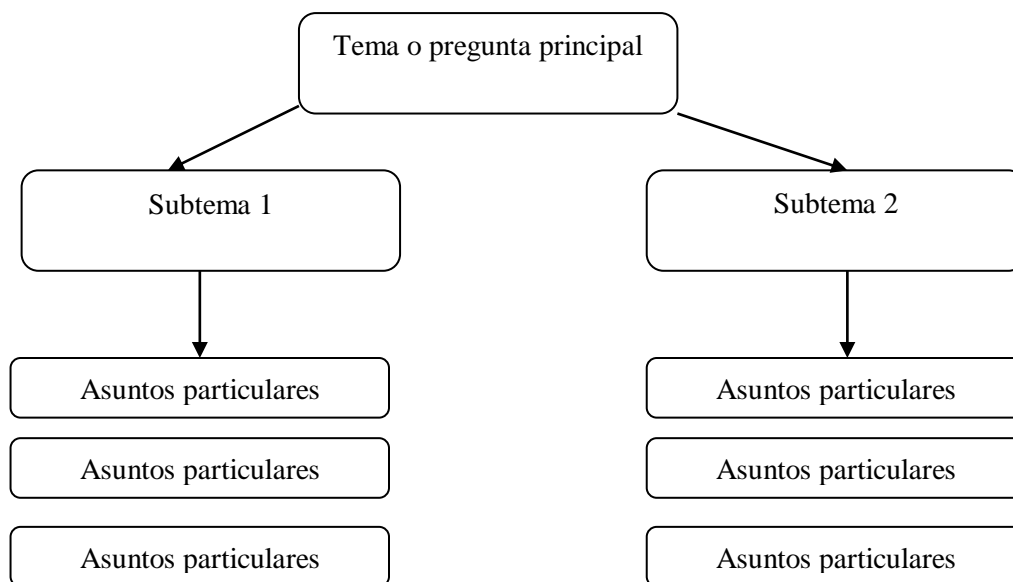 Tema o pregunta principal
Subtema 1
Subtema 2
Asuntos particulares
Asuntos particulares
Asuntos particulares
Asuntos particulares
Asuntos particulares
Asuntos particulares